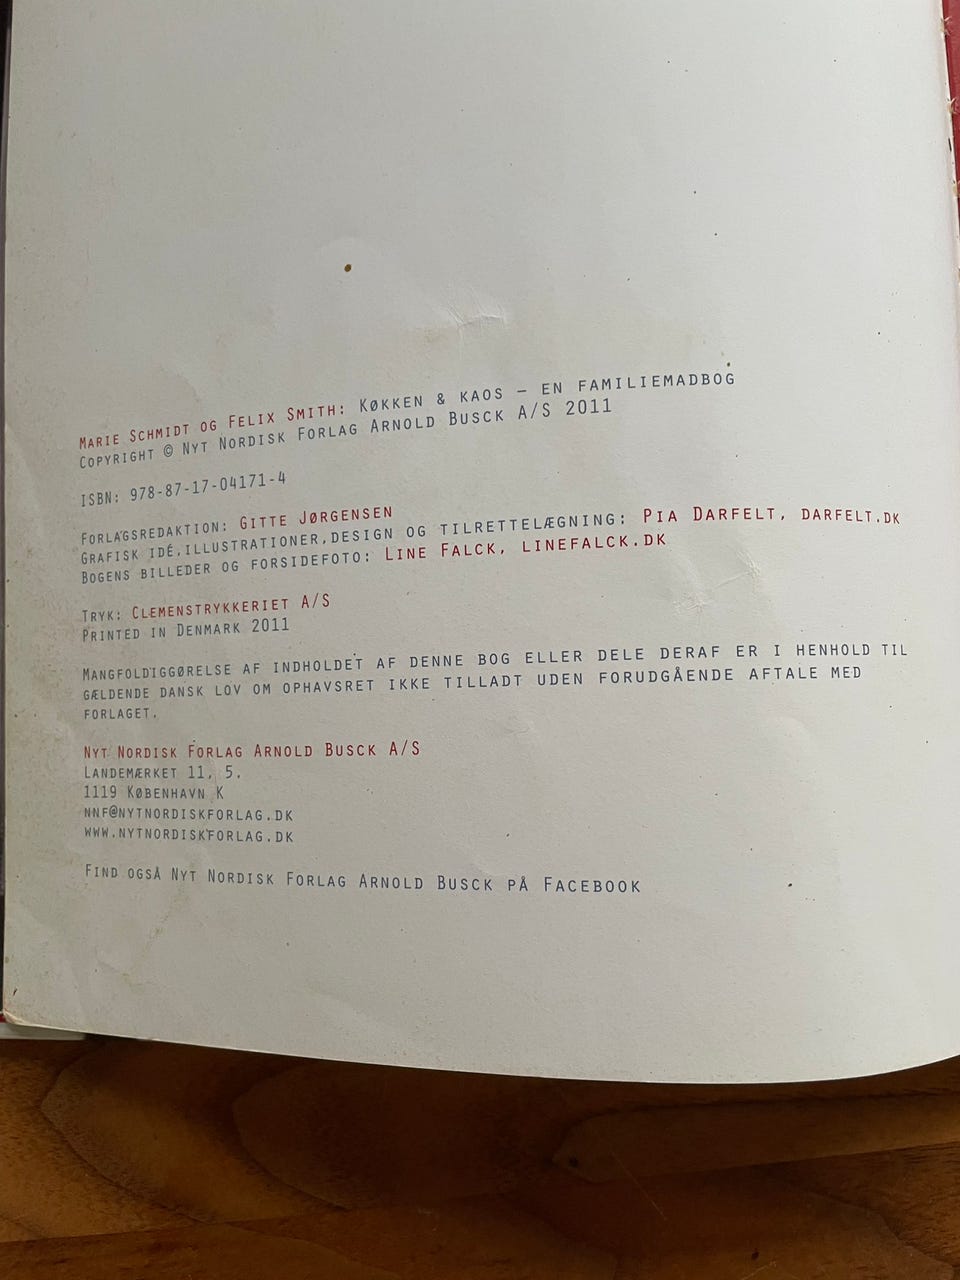 Marie Schmidt og Felix Smith: Køkken & kaos – en familiemadbog
Copyright © Nyt Nordisk Forlag Arnold Busck A/S 2011
ISBN: 978-87-17-04171-4
Forlagsredaktion: Gitte Jørgensen
Grafisk idé, illustrationer, design og tilrettelægning: Pia Darfelt, darfelt.dk
Bogens billeder og forsidefoto: Line Falck, linefalck.dk
Tryk: Clemenstrykkeriet A/S
Printed in Denmark 2011
Mangfoldiggørelse af indholdet af denne bog eller dele deraf er i henhold til
gældende dansk lov om ophavsret ikke tilladt uden forudgående aftale med
forlaget.
Nyt Nordisk Forlag Arnold Busck A/S
Landemærket 11, 5.
1119 København K
nnf@nytnordiskforlag.dk
www.nytnordiskforlag.dk
Find også Nyt Nordisk Forlag Arnold Busck på Facebook